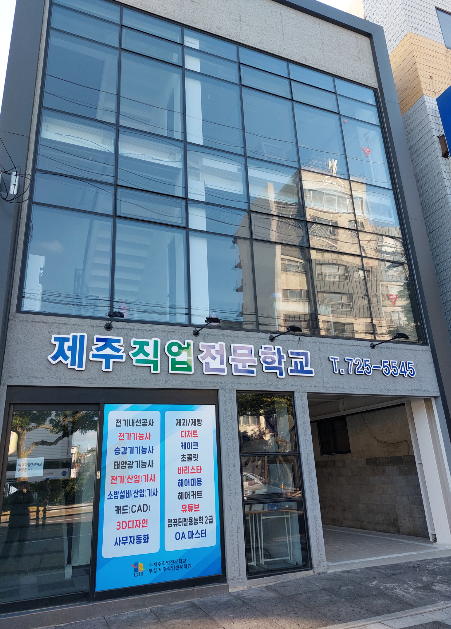 제주직업전문학교 T.725-5545
전기내선공사
전기기능사
승강기기능사
태양광기능사
전기(산업)기사
소방설비(산업)기사
캐드(CAD)
3D디자인
사무자동화
제과/제빵
디저트
케이크
초콜릿
바리스타
헤어미용
헤어커트
유튜브
컴퓨터활용능력 2급
OA 마스터